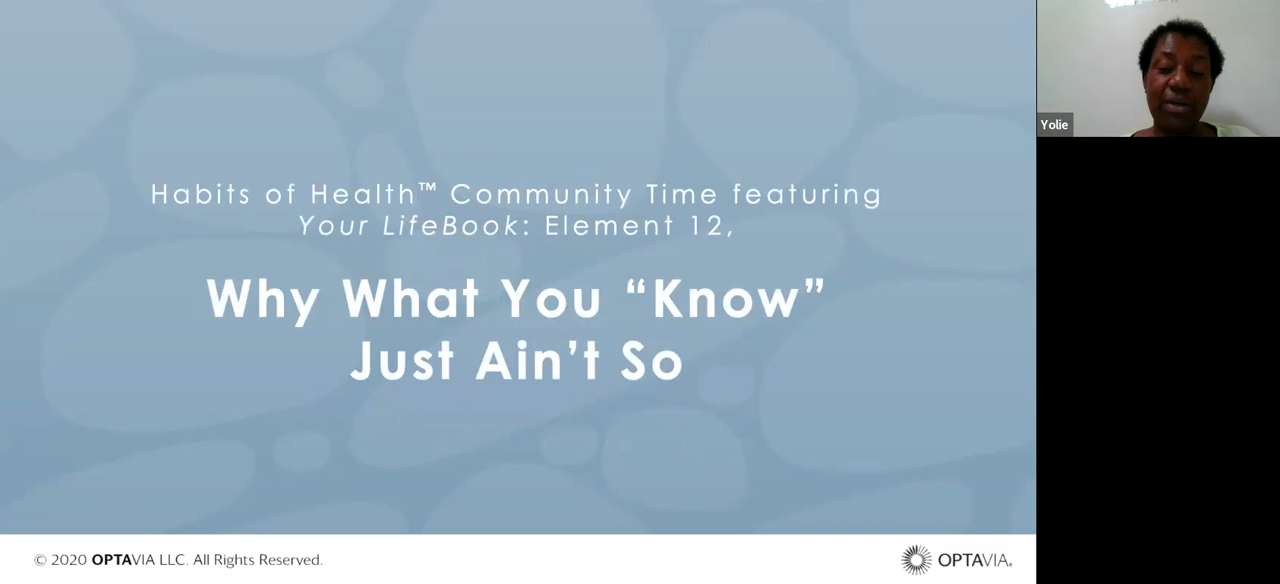 Habits of Health™ Community Time featuring
Your LifeBook: Element 12,
Why What You “Know”
Just Ain’t So
© 2020 OPTAVIA LLC. All Rights Reserved.
OPTAVIA®
Yolie